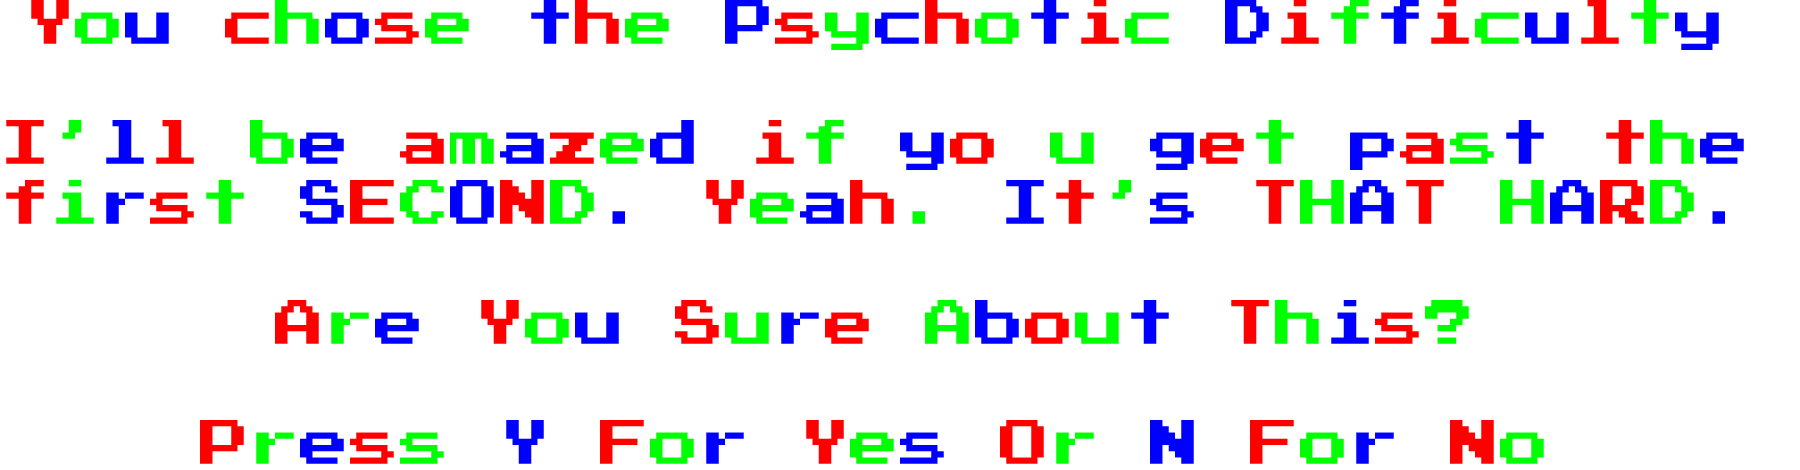 You chose the Psychotic Difficulty
I'll be amazed if yo u get past the
first SECOND. Yeah. It's THAT HARD.
Are You Sure About This?
Press Y For Yes Or N For No